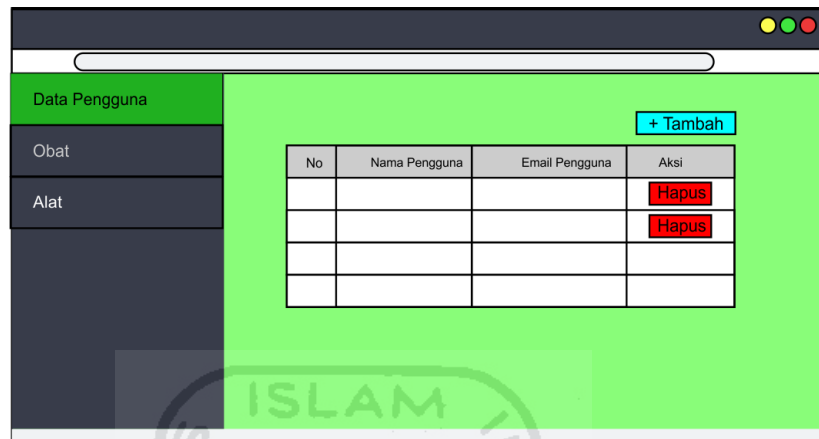 Data Pengguna
Obat
Alat
+ Tambah
No Nama Pengguna Email Pengguna Aksi
Hapus
Hapus
ISLAM